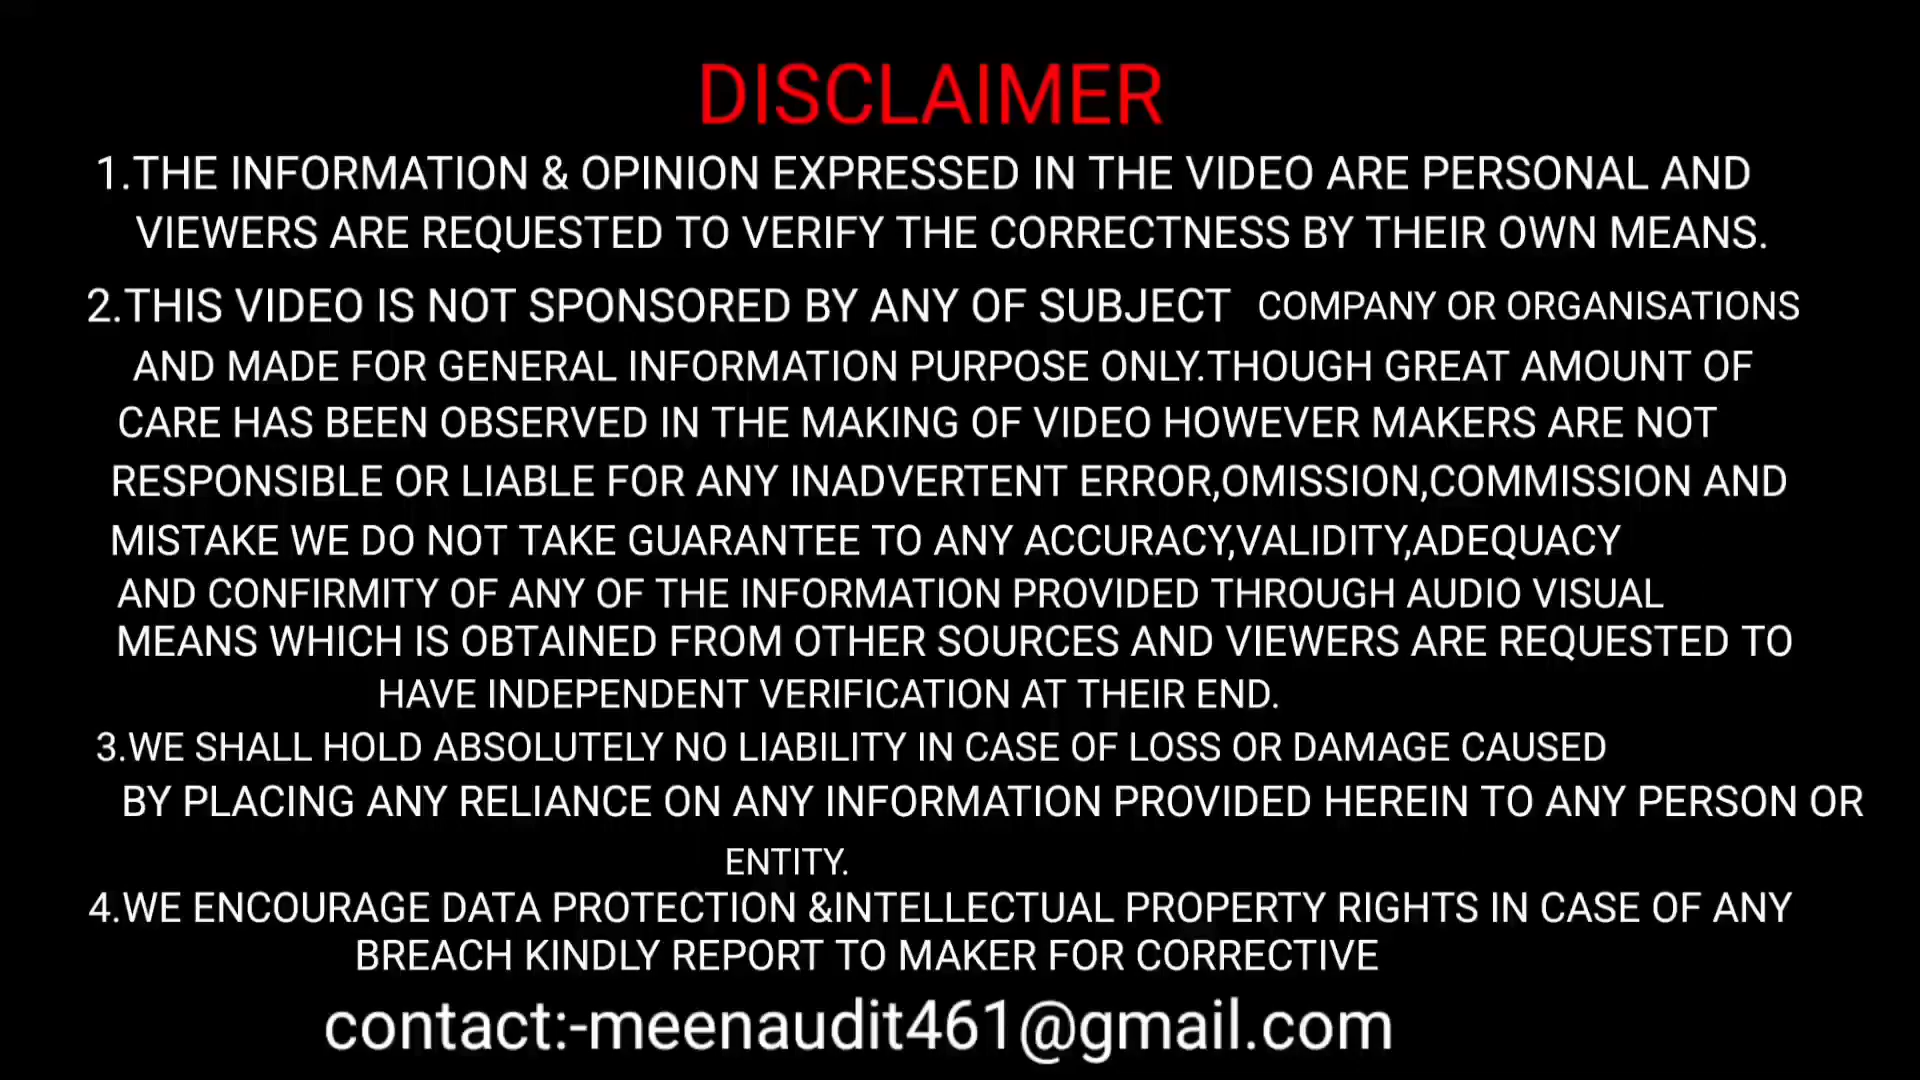 DISCLAIMER
1.THE INFORMATION & OPINION EXPRESSED IN THE VIDEO ARE PERSONAL AND
VIEWERS ARE REQUESTED TO VERIFY THE CORRECTNESS BY THEIR OWN MEANS.
2.THIS VIDEO IS NOT SPONSORED BY ANY OF SUBJECT COMPANY OR ORGANISATIONS
AND MADE FOR GENERAL INFORMATION PURPOSE ONLY.THOUGH GREAT AMOUNT OF
CARE HAS BEEN OBSERVED IN THE MAKING OF VIDEO HOWEVER MAKERS ARE NOT
RESPONSIBLE OR LIABLE FOR ANY INADVERTENT ERROR,OMISSION,COMMISSION AND
MISTAKE WE DO NOT TAKE GUARANTEE TO ANY ACCURACY,VALIDITY,ADEQUACY
AND CONFIRMITY OF ANY OF THE INFORMATION PROVIDED THROUGH AUDIO VISUAL
MEANS WHICH IS OBTAINED FROM OTHER SOURCES AND VIEWERS ARE REQUESTED TO
HAVE INDEPENDENT VERIFICATION AT THEIR END.
3.WE SHALL HOLD ABSOLUTELY NO LIABILITY IN CASE OF LOSS OR DAMAGE CAUSED
BY PLACING ANY RELIANCE ON ANY INFORMATION PROVIDED HEREIN TO ANY PERSON OR
ENTITY.
4.WE ENCOURAGE DATA PROTECTION &INTELLECTUAL PROPERTY RIGHTS IN CASE OF ANY
BREACH KINDLY REPORT TO MAKER FOR CORRECTIVE
contact:-meenaudit461@gmail.com